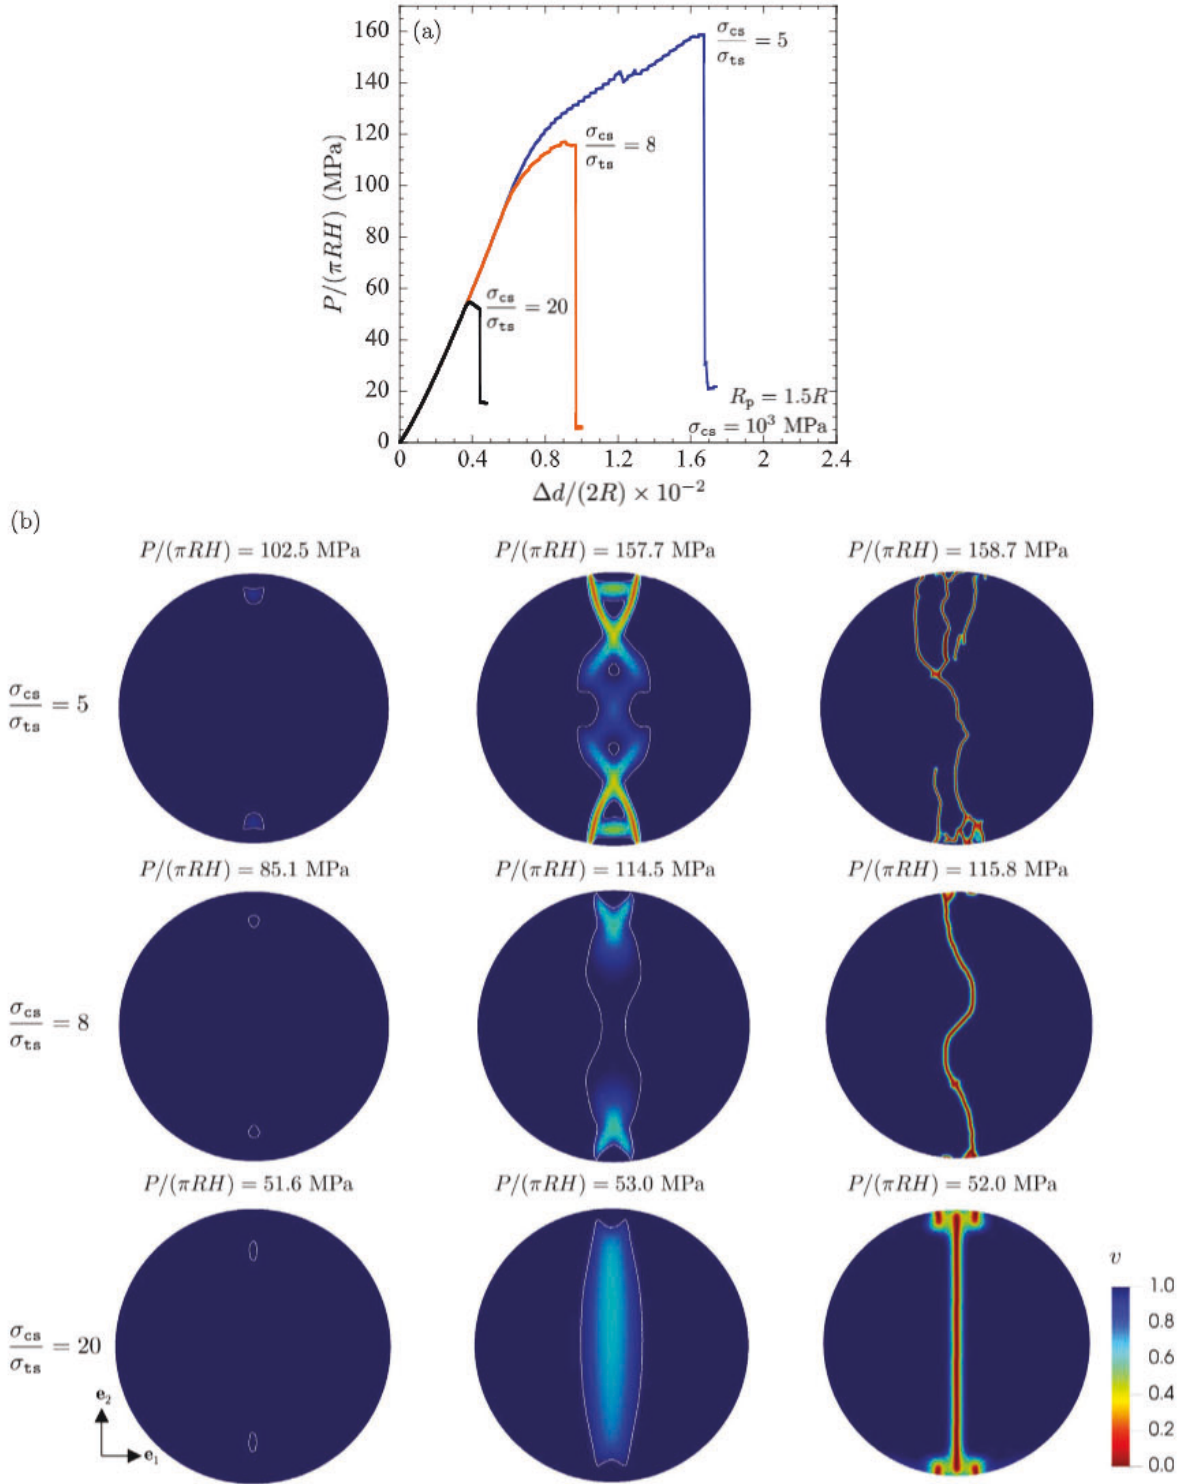 (a)
160
140
120
100
80
60
40
20
0
P/(πRH) (MPa)
σcs/σts = 5
σcs/σts = 8
σcs/σts = 20
Rp = 1.5R
σcs = 10³ MPa
0 0.4 0.8 1.2 1.6 2 2.4
Δd/(2R) × 10⁻²
(b)
P/(πRH) = 102.5 MPa P/(πRH) = 157.7 MPa P/(πRH) = 158.7 MPa
σcs/σts = 5
P/(πRH) = 85.1 MPa P/(πRH) = 114.5 MPa P/(πRH) = 115.8 MPa
σcs/σts = 8
P/(πRH) = 51.6 MPa P/(πRH) = 53.0 MPa P/(πRH) = 52.0 MPa
σcs/σts = 20
e₂
e₁
v
1.0
0.8
0.6
0.4
0.2
0.0